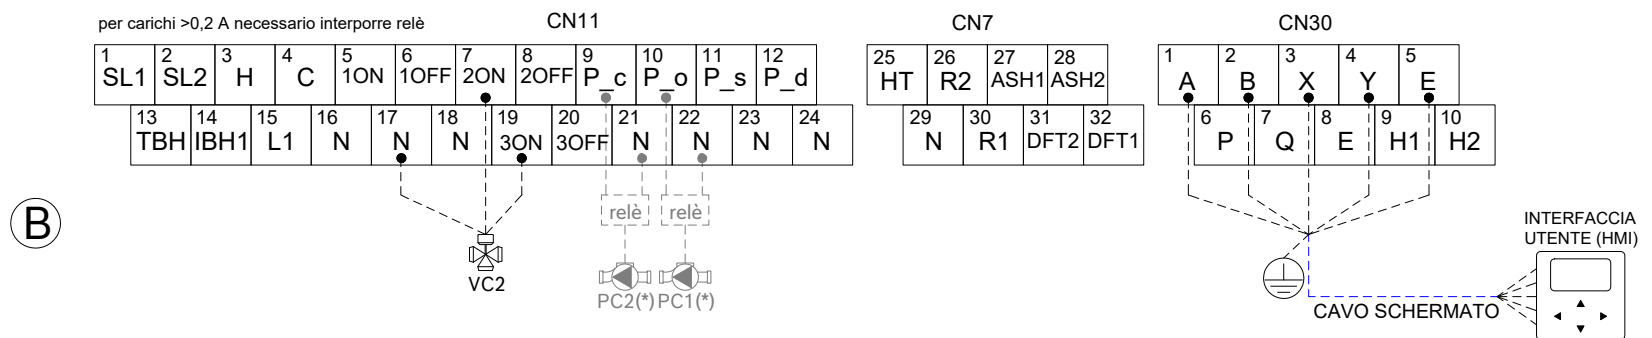 per carichi >0,2 A necessario interporre relè
CN11
CN7
CN30
1 SL1 2 SL2 3 H 4 C 5 1ON 6 1OFF 7 2ON 8 2OFF 9 P_c 10 P_o 11 P_s 12 P_d
25 HT 26 R2 27 ASH1 28 ASH2
1 A 2 B 3 X 4 Y 5 E
13 TBH 14 IBH1 15 L1 16 N 17 N 18 N 19 3ON 20 3OFF 21 N 22 N 23 N 24 N
29 N 30 R1 31 DFT2 32 DFT1
6 P 7 Q 8 E 9 H1 10 H2
B
relè relè
VC2
PC2(*) PC1(*)
INTERFACCIA
UTENTE (HMI)
CAVO SCHERMATO